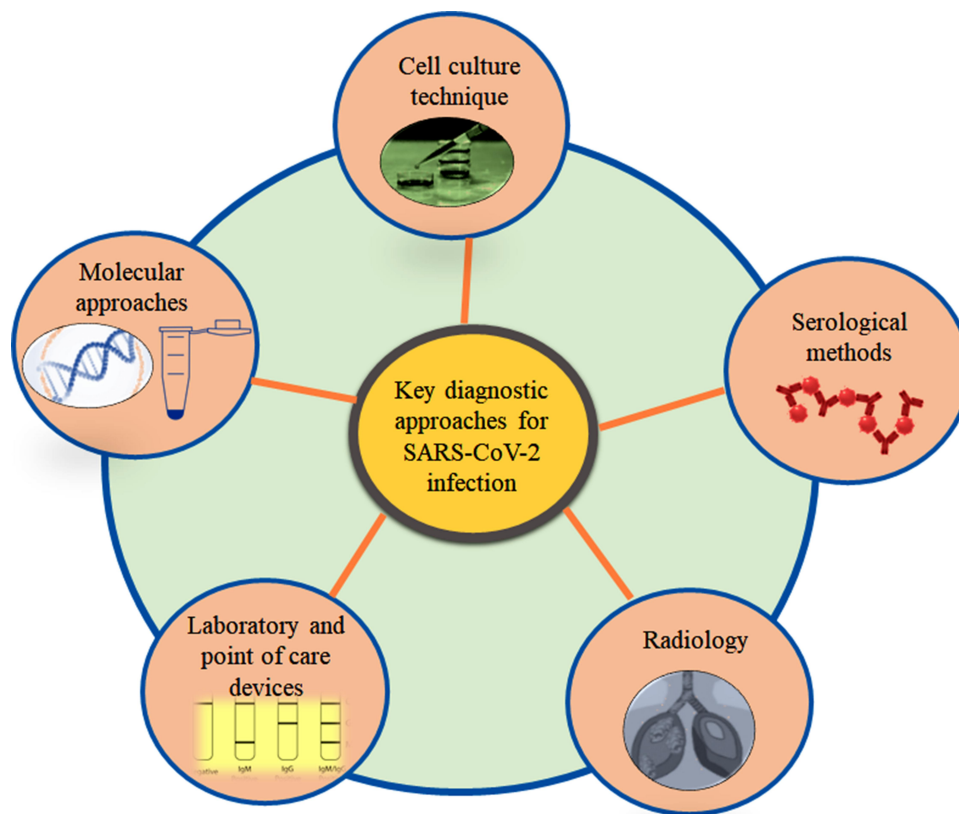 Cell culture
technique
Molecular
approaches
Serological
methods
Key diagnostic
approaches for
SARS-CoV-2
infection
Laboratory and
point of care
devices
IgM
IgG
Radiology